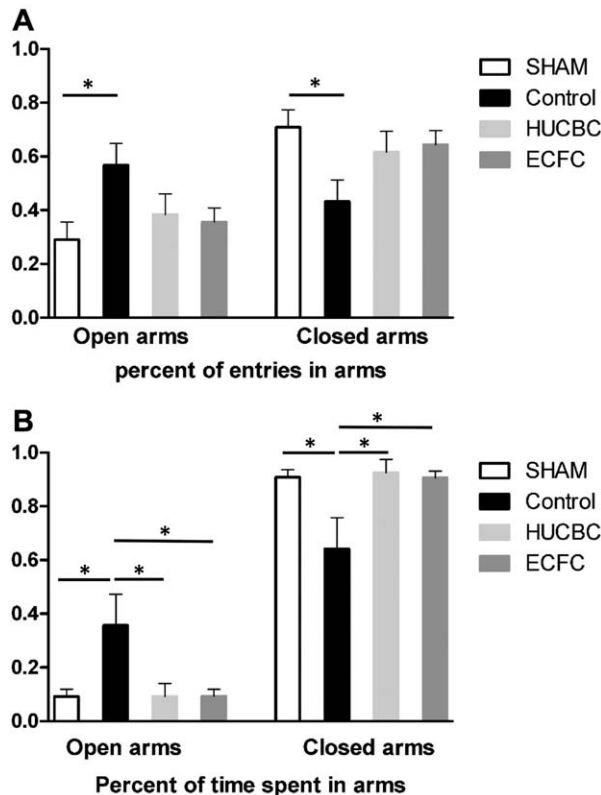 A
1.0
0.8
0.6
0.4
0.2
0.0
* *
SHAM
Control
HUCBC
ECFC
Open arms Closed arms
percent of entries in arms
B
1.0
0.8
0.6
0.4
0.2
0.0
* * *
* * *
SHAM
Control
HUCBC
ECFC
Open arms Closed arms
Percent of time spent in arms